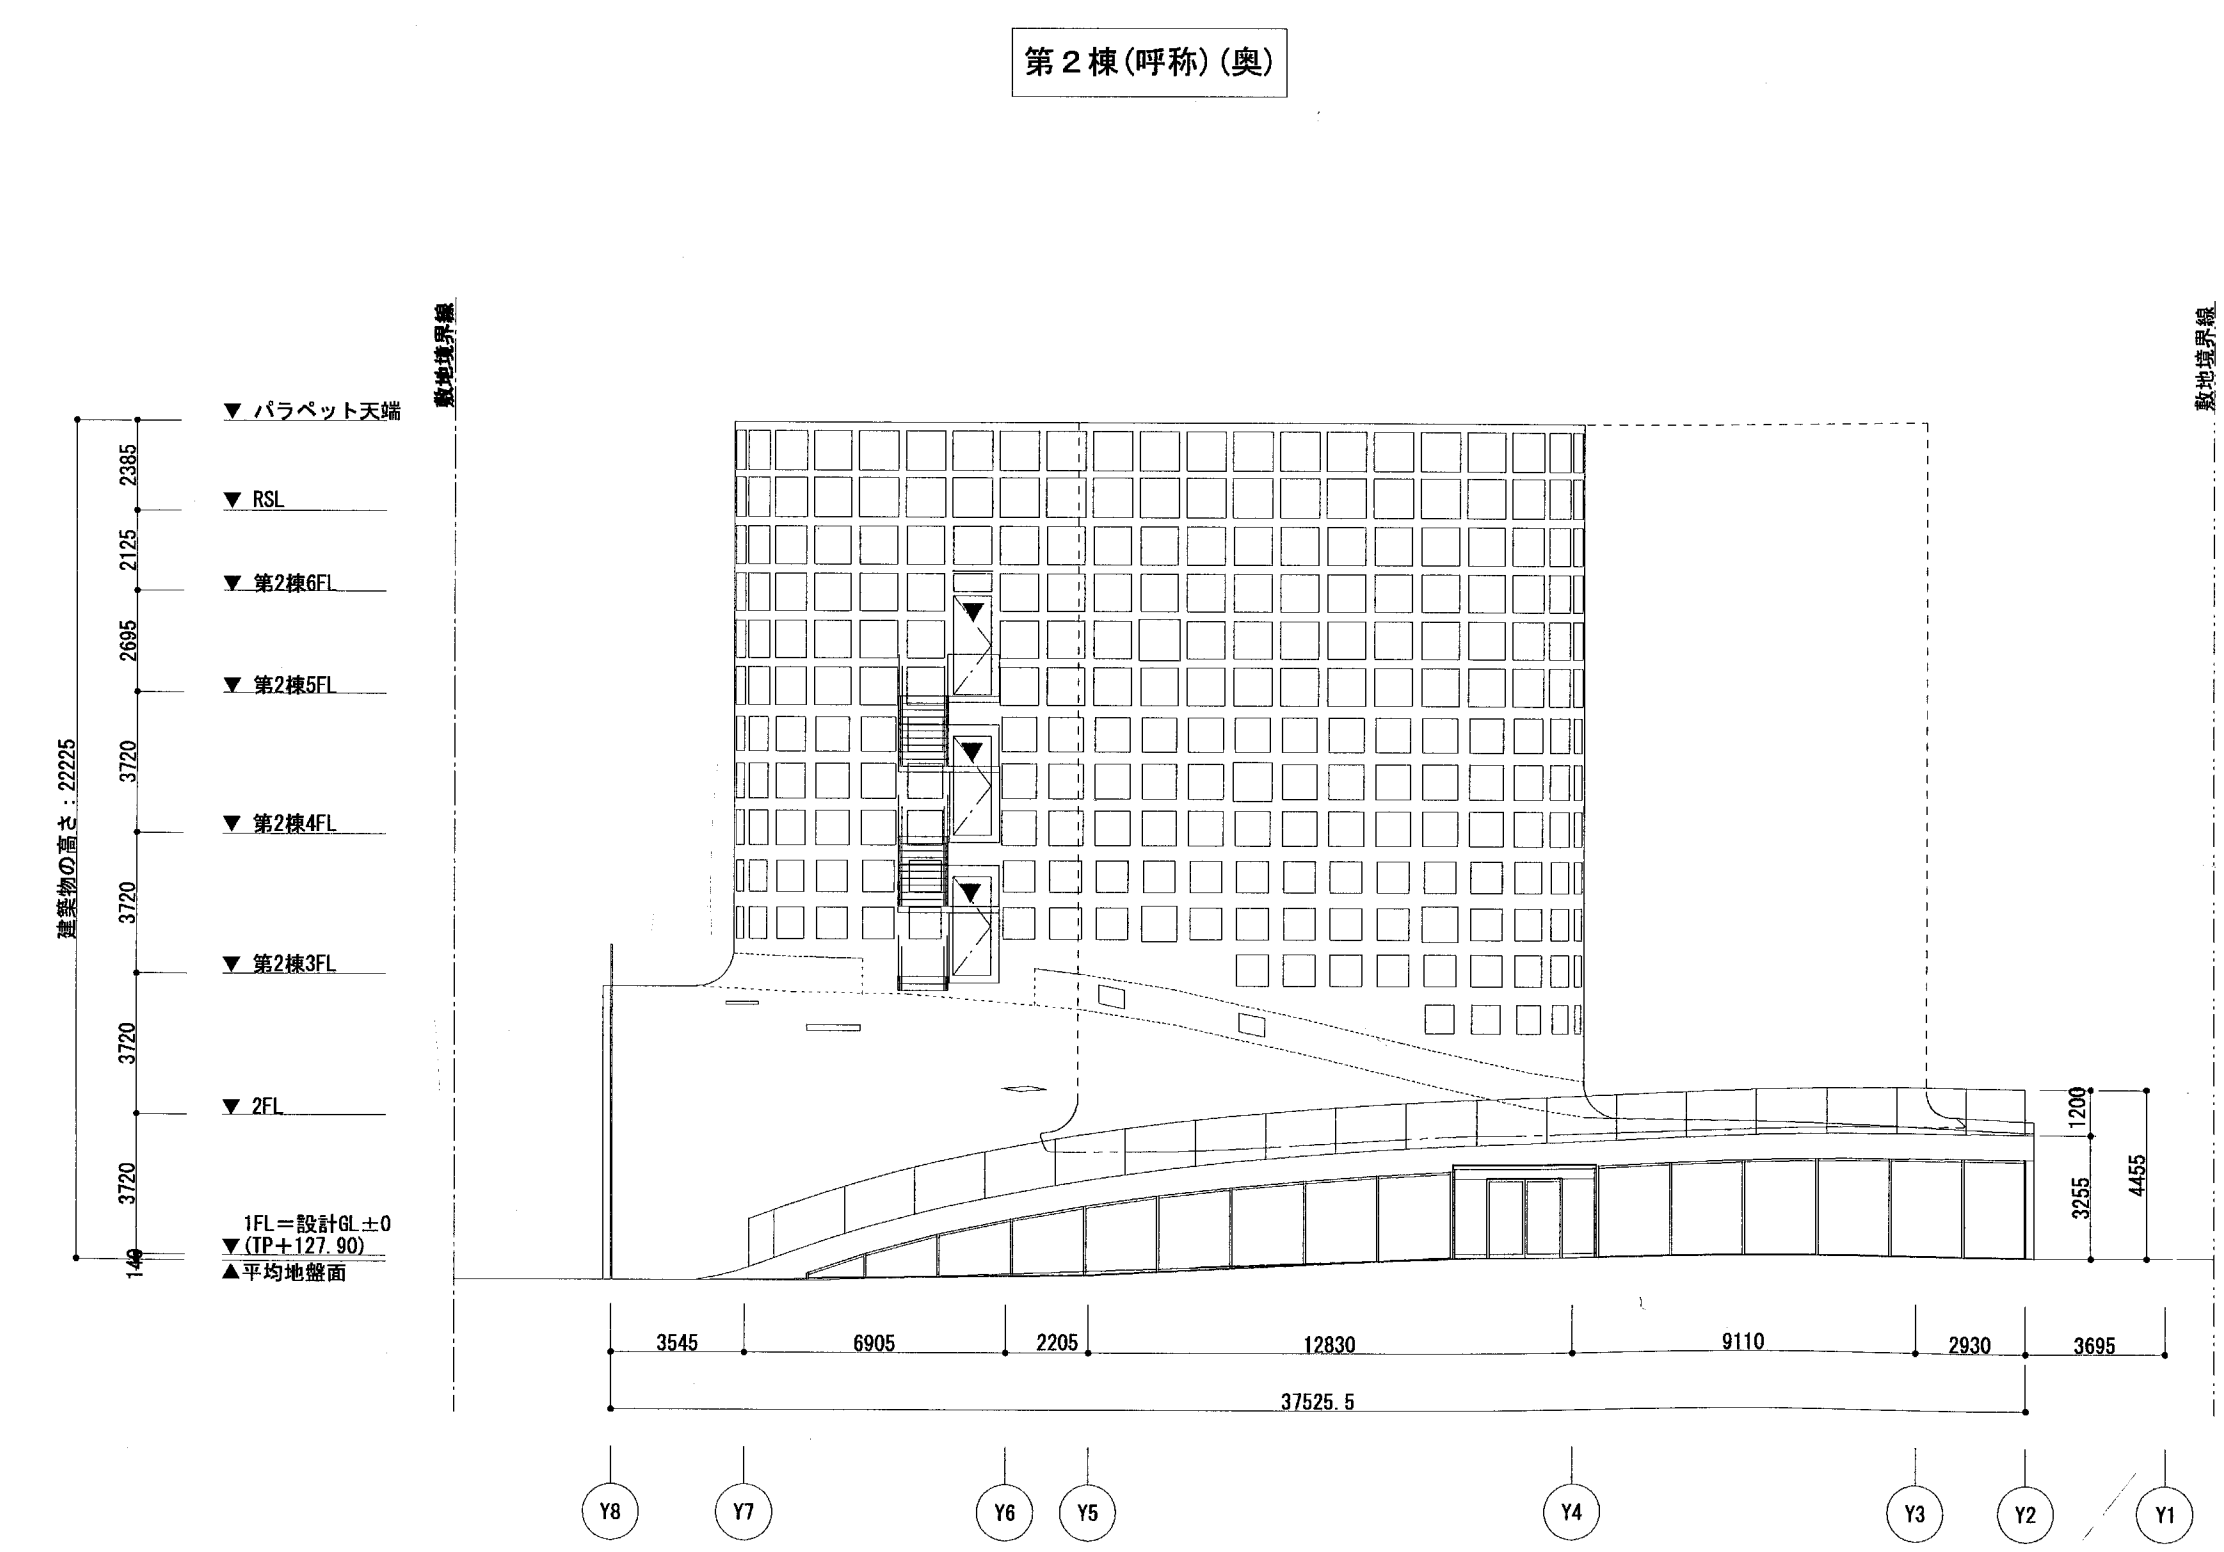 第2棟(呼称)(奥)
敷地境界線
敷地境界線
▼ パラペット天端
2385
▼ RSL
2125
▼ 第2棟6FL
2695
▼ 第2棟5FL
3720
建築物の高さ:22225
▼ 第2棟4FL
3720
▼ 第2棟3FL
3720
▼ 2FL
3720
1FL=設計GL±0
▼(TP+127.90)
140
▲平均地盤面
1200
3255
4455
3545
6905
2205
12830
9110
2930
3695
37525.5
Y8
Y7
Y6
Y5
Y4
Y3
Y2
Y1